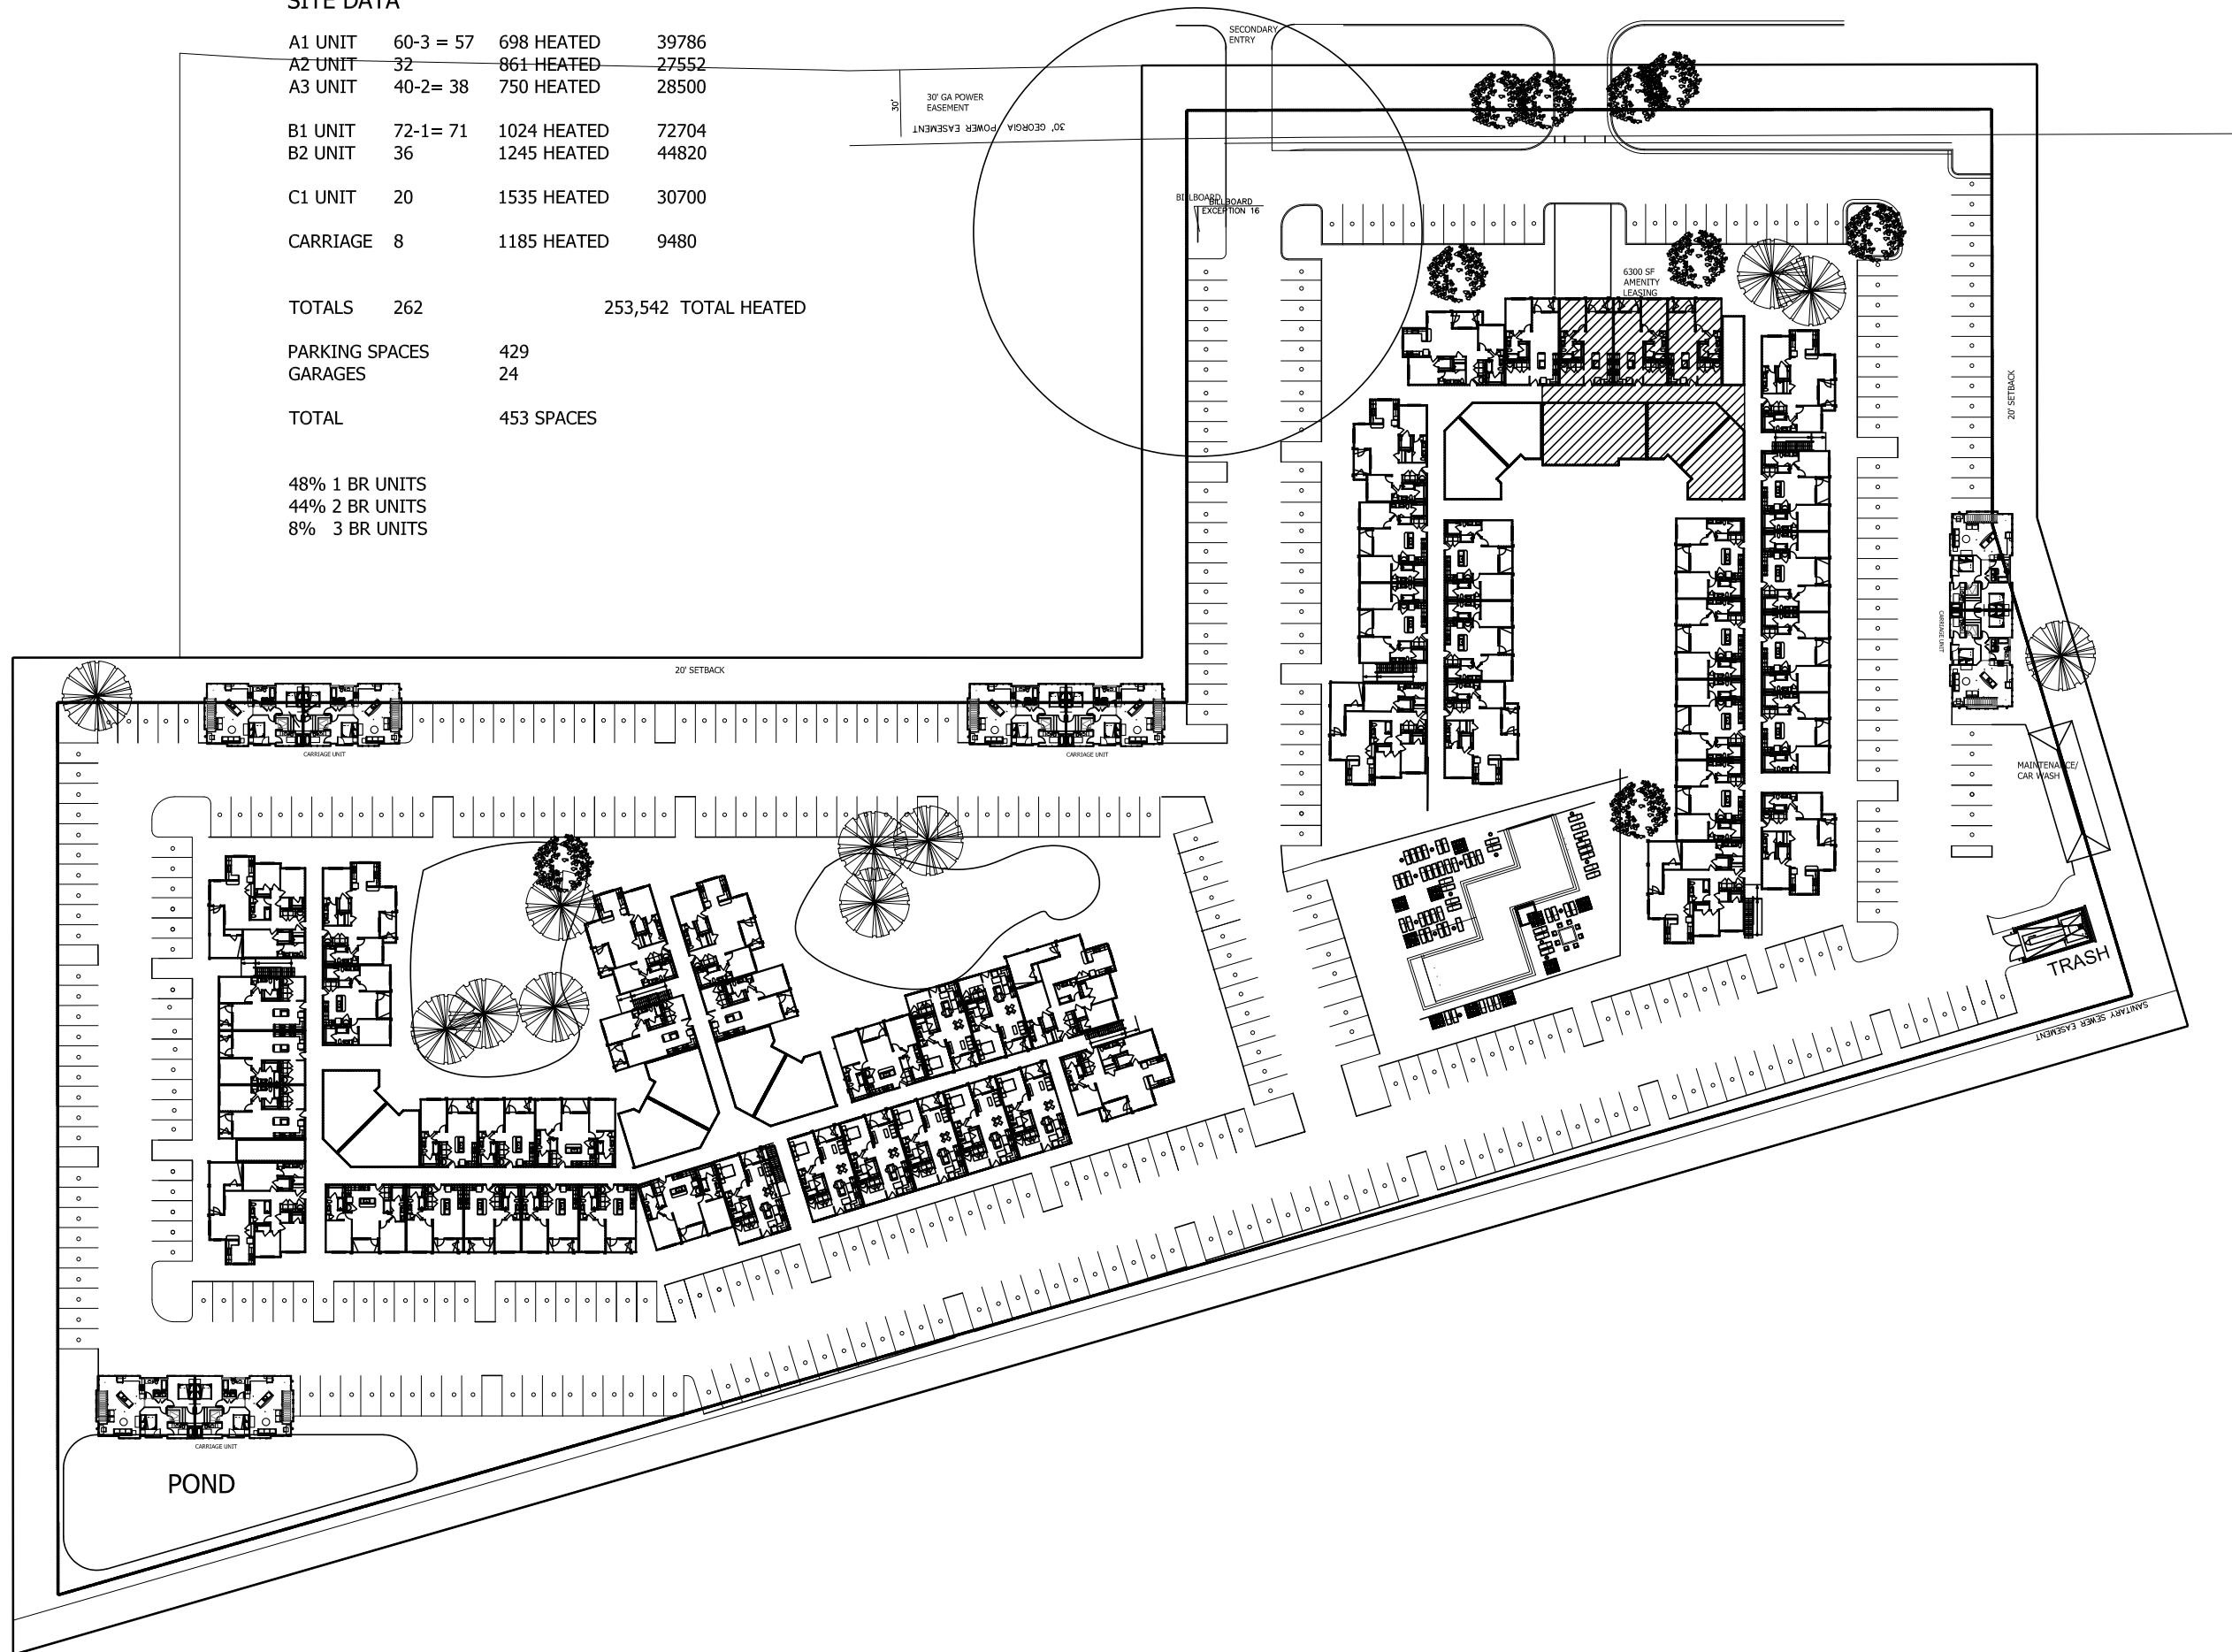 SITE DATA
A1 UNIT 60-3 = 57 698 HEATED 39786
A2 UNIT 32 861 HEATED 27552
A3 UNIT 40-2= 38 750 HEATED 28500
B1 UNIT 72-1= 71 1024 HEATED 72704
B2 UNIT 36 1245 HEATED 44820
C1 UNIT 20 1535 HEATED 30700
CARRIAGE 8 1185 HEATED 9480
TOTALS 262 253,542 TOTAL HEATED
PARKING SPACES 429
GARAGES 24
TOTAL 453 SPACES
48% 1 BR UNITS
44% 2 BR UNITS
8% 3 BR UNITS
SECONDARY
ENTRY
30'
30' GA POWER
EASEMENT
30' GEORGIA POWER EASEMENT
BILLBOARD
BILLBOARD
EXCEPTION 16
6300 SF
AMENITY
LEASING
20' SETBACK
CARRIAGE UNIT
20' SETBACK
CARRIAGE UNIT
CARRIAGE UNIT
MAINTENANCE/
CAR WASH
TRASH
SANITARY SEWER EASEMENT
CARRIAGE UNIT
POND